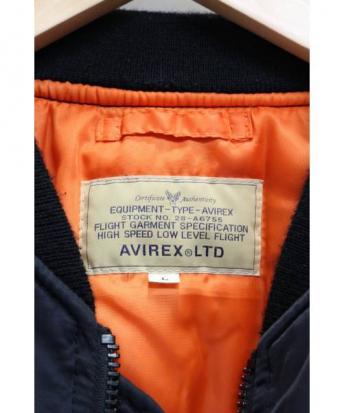 Certificate Authenticity
EQUIPMENT-TYPE-AVIREX
STOCK NO. 28-A6755
FLIGHT GARMENT SPECIFICATION
HIGH SPEED LOW LEVEL FLIGHT
AVIREX®LTD
L